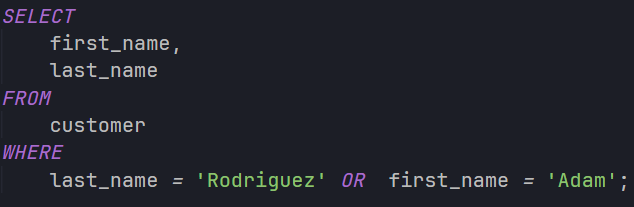 SELECT
    first_name,
    last_name
FROM
    customer
WHERE
    last_name = 'Rodriguez' OR  first_name = 'Adam';